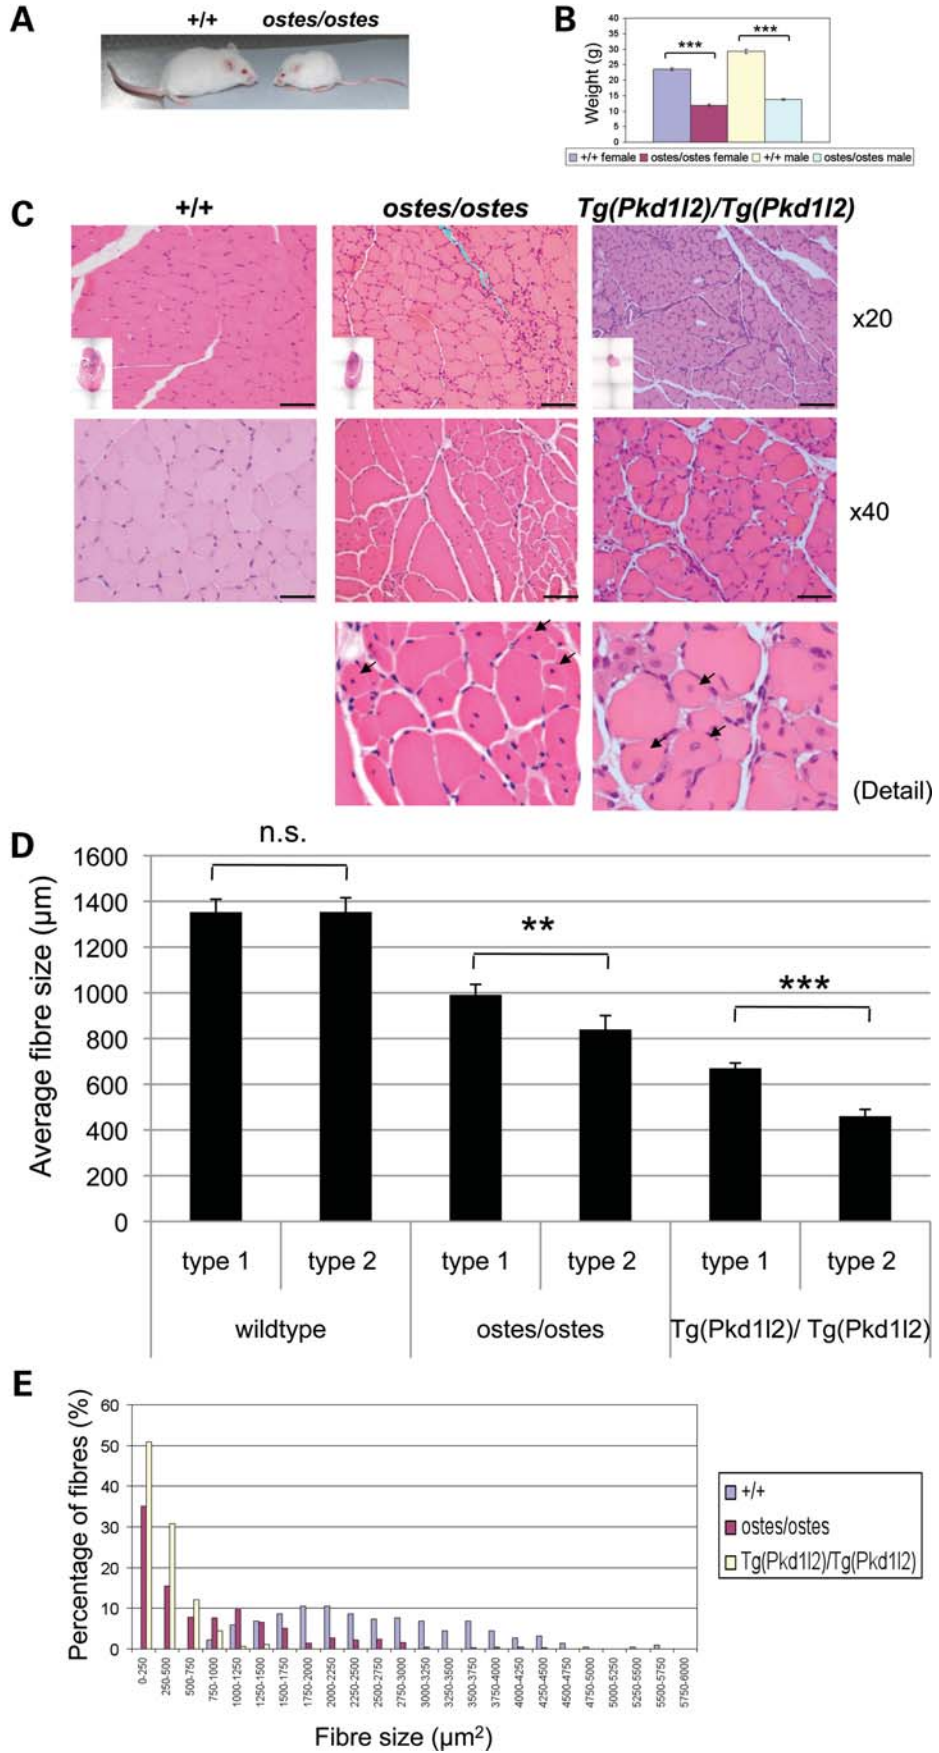 A
+/+ ostes/ostes
B
Weight (g)
40
35
30
25
20
15
10
5
0
*** ***
+/+ female ostes/ostes female +/+ male ostes/ostes male
C
+/+ ostes/ostes Tg(Pkd1l2)/Tg(Pkd1l2)
x20
x40
(Detail)
D
Average fibre size (µm)
1600
1400
1200
1000
800
600
400
200
0
n.s.
**
***
type 1 type 2 type 1 type 2 type 1 type 2
wildtype ostes/ostes Tg(Pkd1l2)/ Tg(Pkd1l2)
E
Percentage of fibres (%)
60
50
40
30
20
10
0
0-250
250-500
500-750
750-1000
1000-1250
1250-1500
1500-1750
1750-2000
2000-2250
2250-2500
2500-2750
2750-3000
3000-3250
3250-3500
3500-3750
3750-4000
4000-4250
4250-4500
4500-4750
4750-5000
5000-5250
5250-5500
5500-5750
5750-6000
Fibre size (µm²)
+/+
ostes/ostes
Tg(Pkd1l2)/Tg(Pkd1l2)